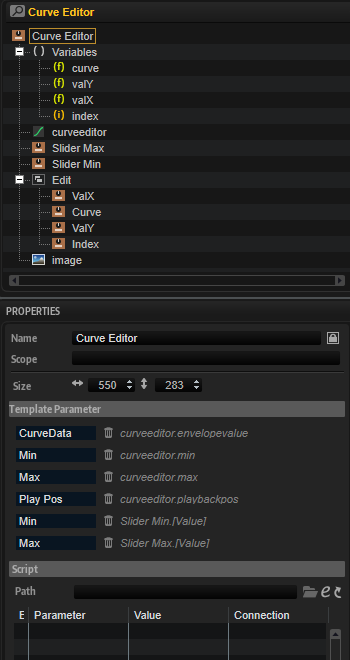 Curve Editor
Curve Editor
( ) Variables
(f) curve
(f) valY
(f) valX
(i) index
curveeditor
Slider Max
Slider Min
Edit
ValX
Curve
ValY
Index
image
PROPERTIES
Name Curve Editor
Scope
Size 550 283
Template Parameter
CurveData curveeditor.envelopevalue
Min curveeditor.min
Max curveeditor.max
Play Pos curveeditor.playbackpos
Min Slider Min.[Value]
Max Slider Max.[Value]
Script
Path e
E Parameter Value Connection